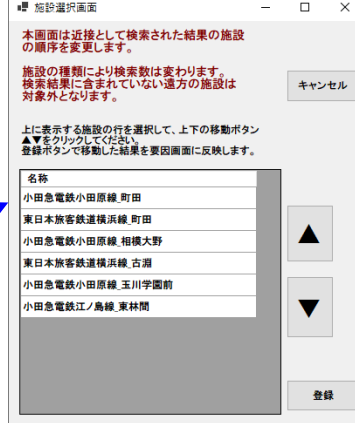 施設選択画面
本画面は近接として検索された結果の施設
の順序を変更します。
施設の種類により検索数は変わります。
検索結果に含まれていない遠方の施設は
対象外となります。
キャンセル
上に表示する施設の行を選択して、上下の移動ボタン
▲▼をクリックしてください。
登録ボタンで移動した結果を要因画面に反映します。
名称
小田急電鉄小田原線_町田
東日本旅客鉄道横浜線_町田
小田急電鉄小田原線_相模大野
東日本旅客鉄道横浜線_古淵
小田急電鉄小田原線_玉川学園前
小田急電鉄江ノ島線_東林間
▲
▼
登録